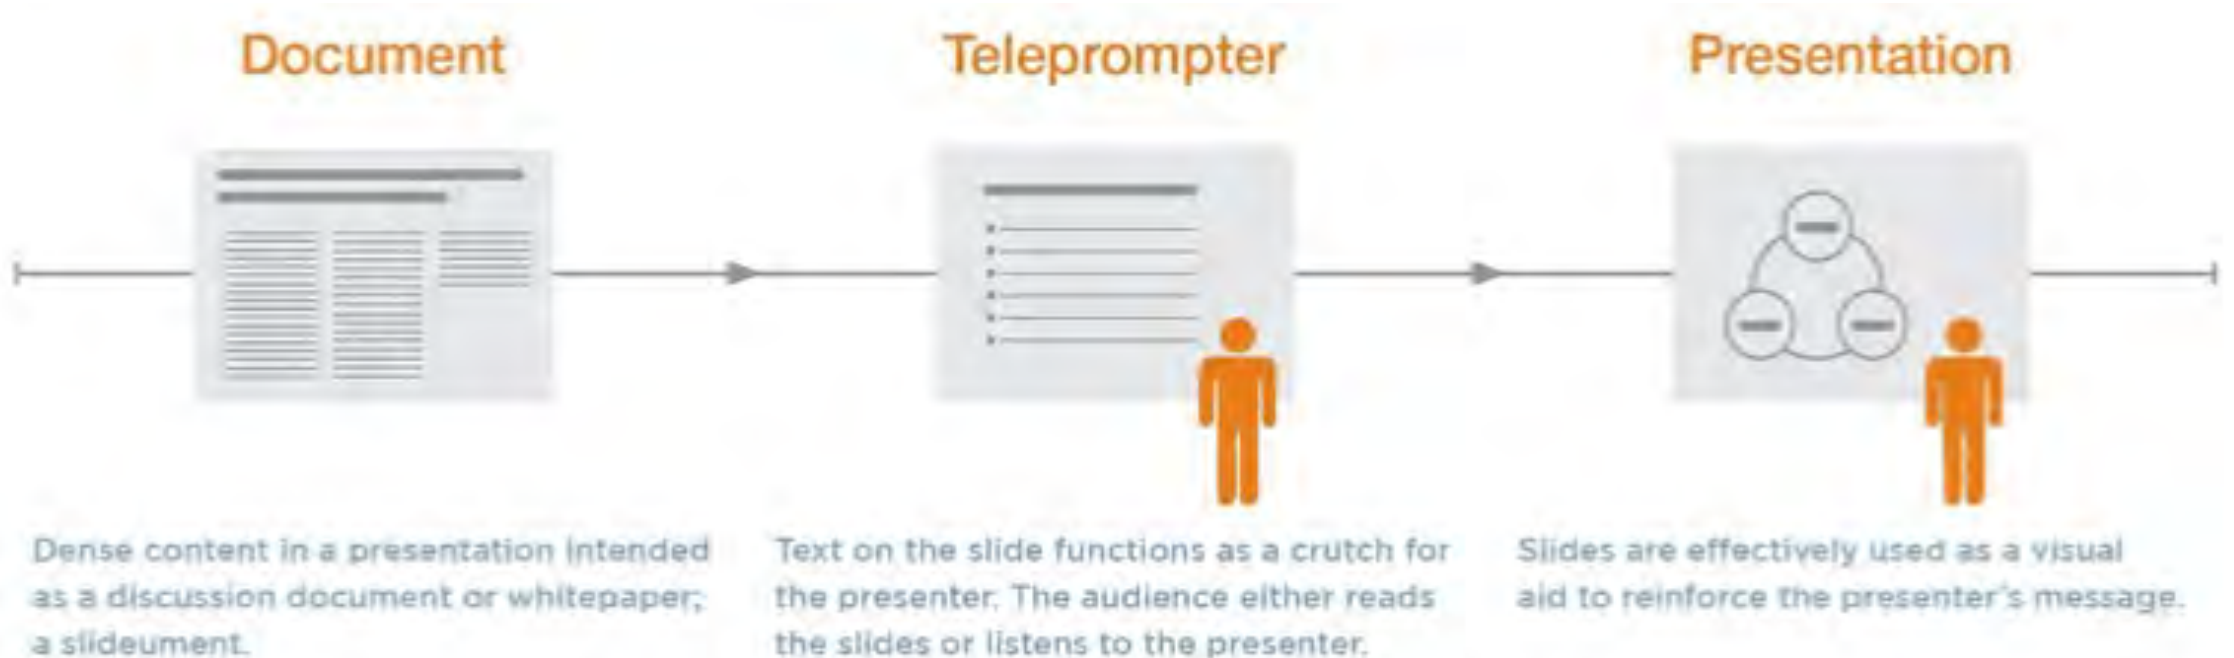 Document
Teleprompter
Presentation
Dense content in a presentation intended
as a discussion document or whitepaper;
a slideument.
Text on the slide functions as a crutch for
the presenter. The audience either reads
the slides or listens to the presenter.
Slides are effectively used as a visual
aid to reinforce the presenter's message.